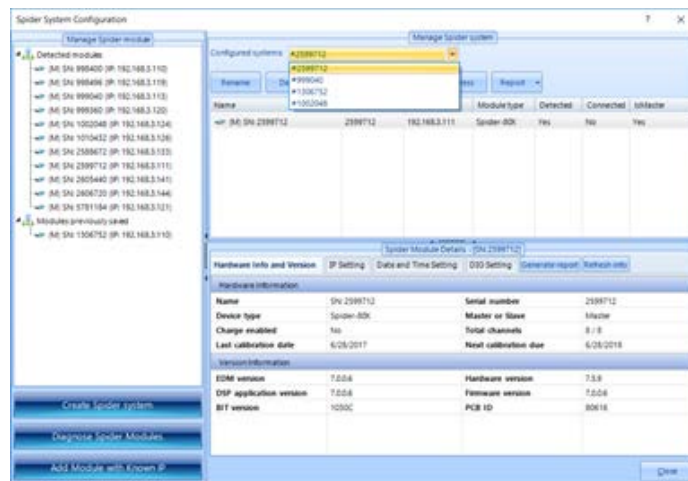 Spider System Configuration
Manage Spider module
Detected modules
(M) SN: 998400 (IP: 192.168.3.110)
(M) SN: 998496 (IP: 192.168.3.119)
(M) SN: 999040 (IP: 192.168.3.113)
(M) SN: 999360 (IP: 192.168.3.120)
(M) SN: 1002048 (IP: 192.168.3.124)
(M) SN: 1010432 (IP: 192.168.3.126)
(M) SN: 2588672 (IP: 192.168.3.133)
(M) SN: 2599712 (IP: 192.168.3.111)
(M) SN: 2605440 (IP: 192.168.3.141)
(M) SN: 2606720 (IP: 192.168.3.144)
(M) SN: 5781184 (IP: 192.168.3.121)
Modules previously saved
(M) SN: 1306752 (IP: 192.168.3.110)
Create Spider system
Diagnose Spider Modules
Add Module with Known IP
Manage Spider system
Configured systems: #2599712
#2599712
#999040
#1306752
#1002048
Rename Report
Name Module type Detected Connected IsMaster
(M) SN: 2599712 2599712 192.168.3.111 Spider-80X Yes No Yes
Spider Module Details - (SN:2599712)
Hardware Info and Version IP Setting Date and Time Setting DIO Setting Generate report Refresh info
Hardware Information
Name SN: 2599712 Serial number 2599712
Device type Spider-80X Master or Slave Master
Charge enabled No Total channels 8 / 8
Last calibration date 6/28/2017 Next calibration due 6/28/2018
Version Information
EDM version 7.0.0.6 Hardware version 7.5.8
DSP application version 7.0.0.6 Firmware version 7.0.0.6
BIT version 1030C PCB ID 80616
Close